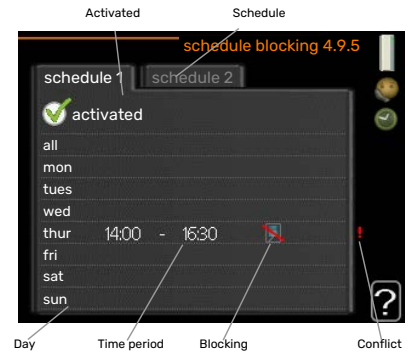 Activated Schedule
schedule blocking 4.9.5
schedule 1 schedule 2
activated
all
mon
tues
wed
thur 14:00 - 16:30 !
fri
sat
sun
?
Day Time period Blocking Conflict